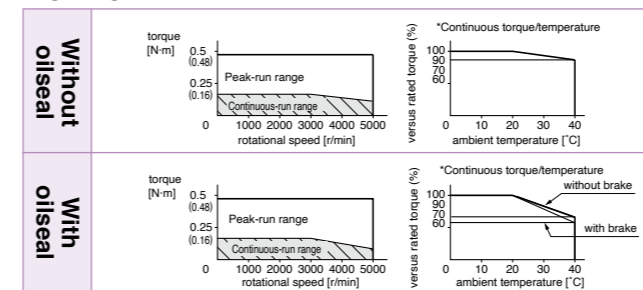 Without
oilseal
torque
[N·m]
0.5
(0.48)
0.25
(0.16)
0
Peak-run range
Continuous-run range
1000 2000 3000 4000 5000
rotational speed [r/min]
*Continuous torque/temperature
versus rated torque (%)
100
90
70
60
0 10 20 30 40
ambient temperature [˚C]
With
oilseal
torque
[N·m]
0.5
(0.48)
0.25
(0.16)
0
Peak-run range
Continuous-run range
1000 2000 3000 4000 5000
rotational speed [r/min]
*Continuous torque/temperature
versus rated torque (%)
100
90
70
60
without brake
with brake
0 10 20 30 40
ambient temperature [˚C]